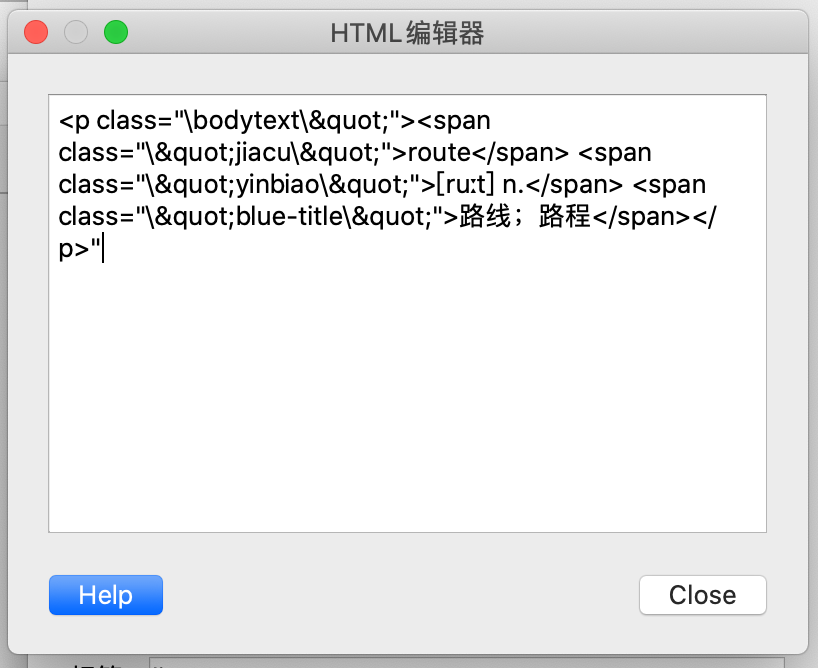 HTML编辑器
<p class="\bodytext\&quot;"><span
class="\&quot;jiacu\&quot;">route</span> <span
class="\&quot;yinbiao\&quot;">[ruːt] n.</span> <span
class="\&quot;blue-title\&quot;">路线；路程</span></
p>"
Help
Close